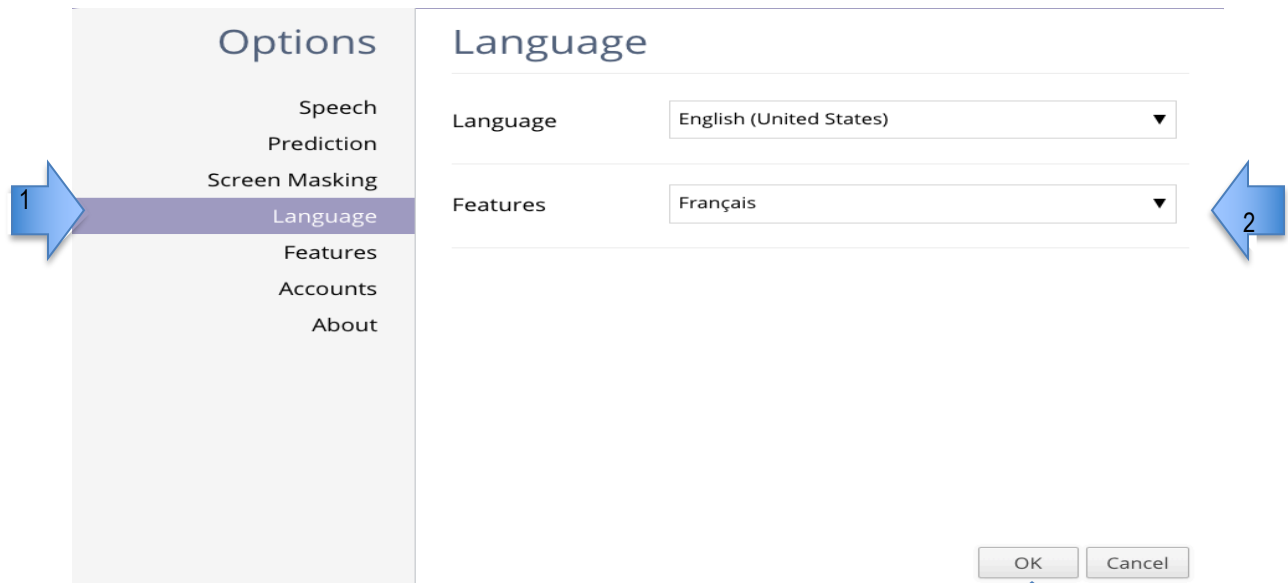 Options
Speech
Prediction
Screen Masking
Language
Features
Accounts
About
Language
Language English (United States)
Features Français
OK Cancel
1
2